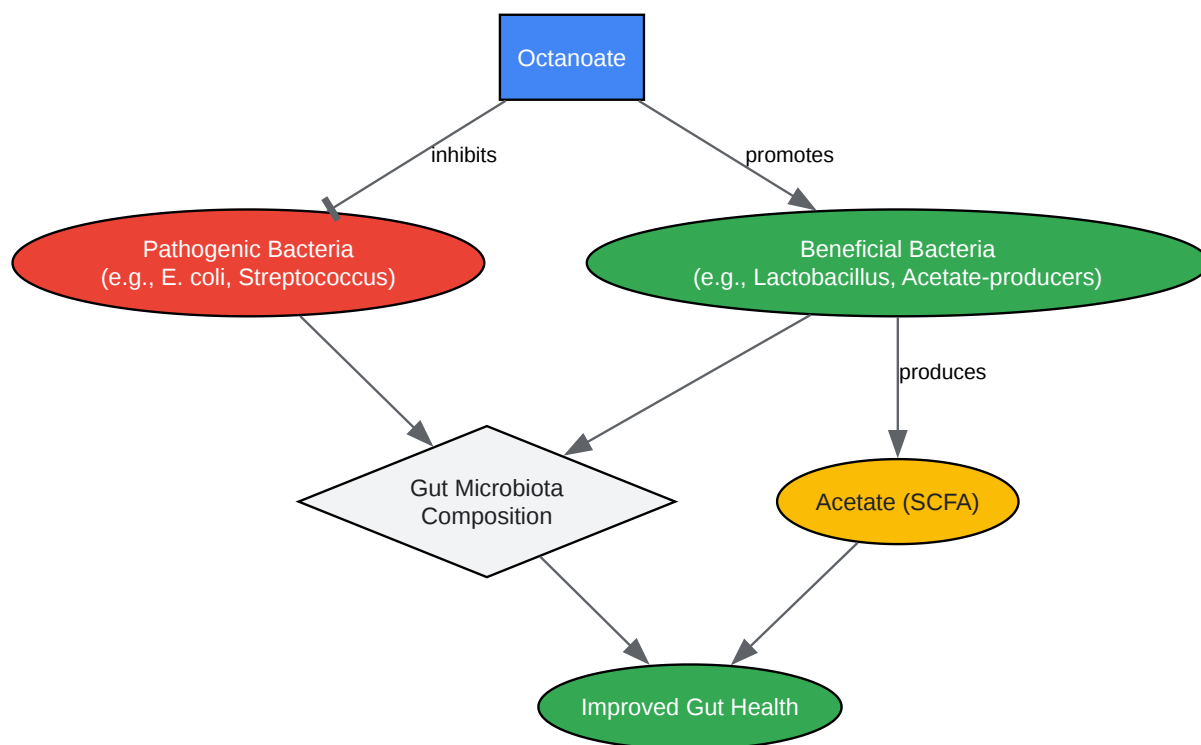 Octanoate
inhibits
promotes
Pathogenic Bacteria
(e.g., E. coli, Streptococcus)
Beneficial Bacteria
(e.g., Lactobacillus, Acetate-producers)
produces
Gut Microbiota
Composition
Acetate (SCFA)
Improved Gut Health